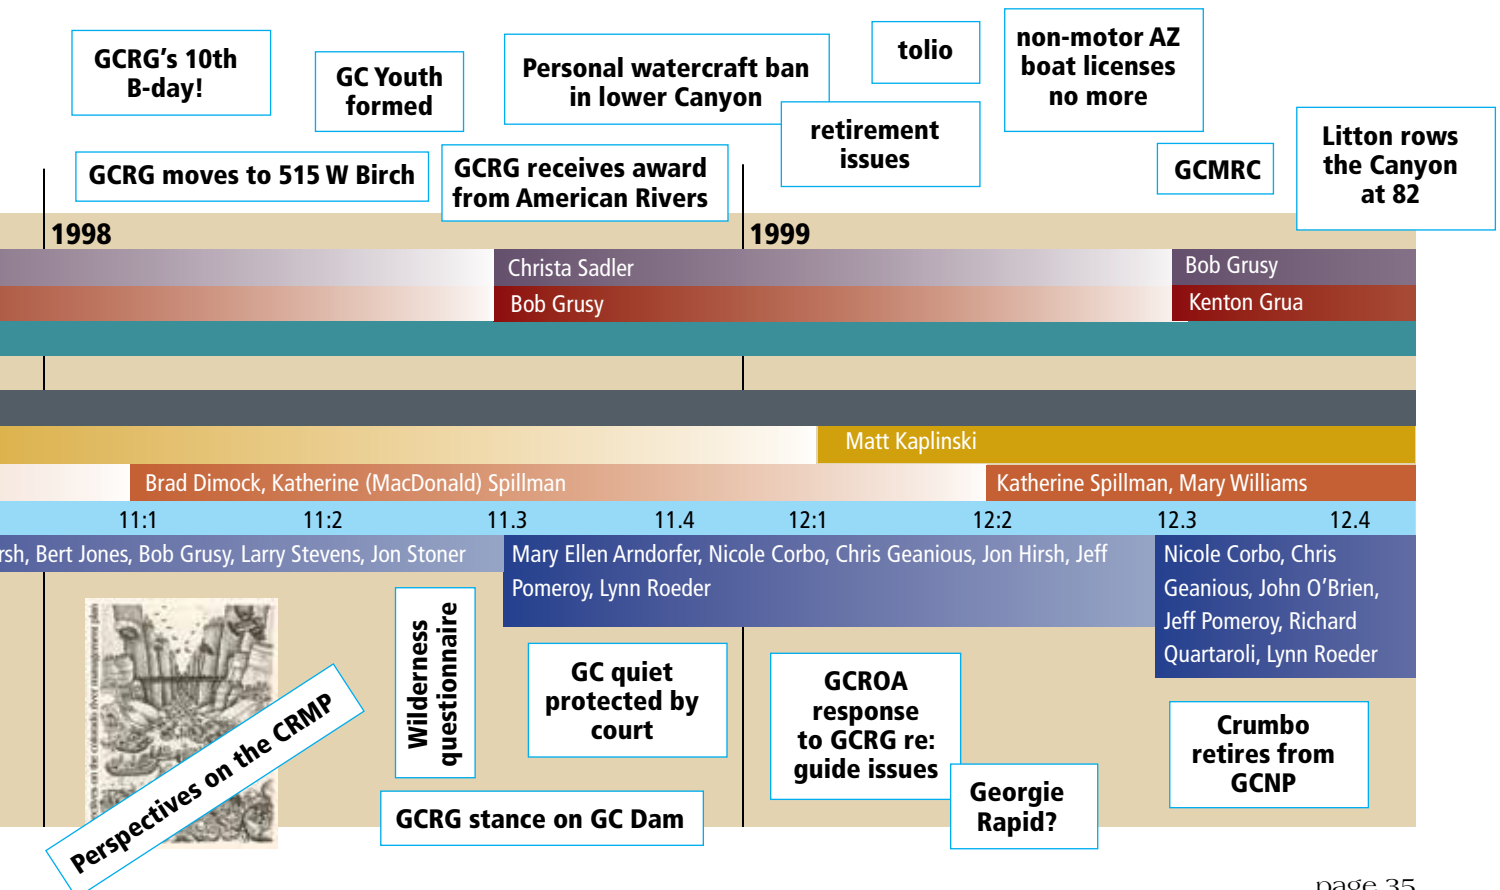 GCRG's 10th
B-day!
GC Youth
formed
Personal watercraft ban
in lower Canyon
tolio
non-motor AZ
boat licenses
no more
retirement
issues
Litton rows
the Canyon
at 82
GCRG moves to 515 W Birch
GCRG receives award
from American Rivers
GCMRC
1998
1999
Christa Sadler
Bob Grusy
Bob Grusy
Kenton Grua
Matt Kaplinski
Brad Dimock, Katherine (MacDonald) Spillman
Katherine Spillman, Mary Williams
11:1 11:2 11.3 11.4 12:1 12:2 12.3 12.4
rsh, Bert Jones, Bob Grusy, Larry Stevens, Jon Stoner
Mary Ellen Arndorfer, Nicole Corbo, Chris Geanious, Jon Hirsh, Jeff
Pomeroy, Lynn Roeder
Nicole Corbo, Chris
Geanious, John O'Brien,
Jeff Pomeroy, Richard
Quartaroli, Lynn Roeder
on the colorado river management plan
Perspectives on the CRMP
Wilderness
questionnaire
GC quiet
protected by
court
GCRG stance on GC Dam
GCROA
response
to GCRG re:
guide issues
Georgie
Rapid?
Crumbo
retires from
GCNP
page 35